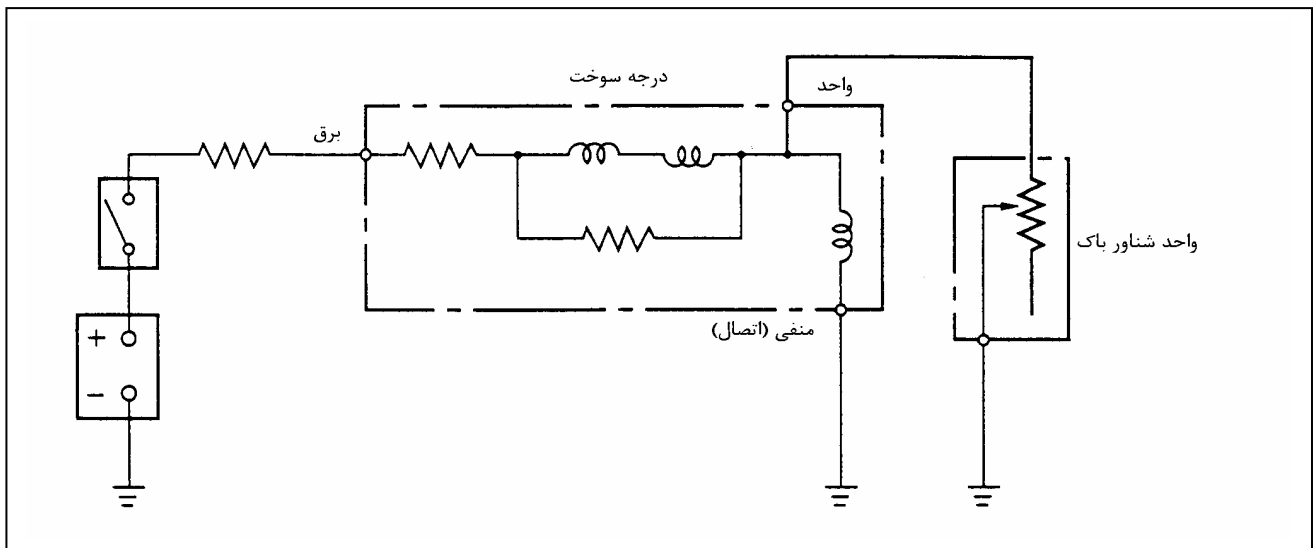 درجه سوخت
واحد
برق
واحد شناور باک
منفی (اتصال)
+
−